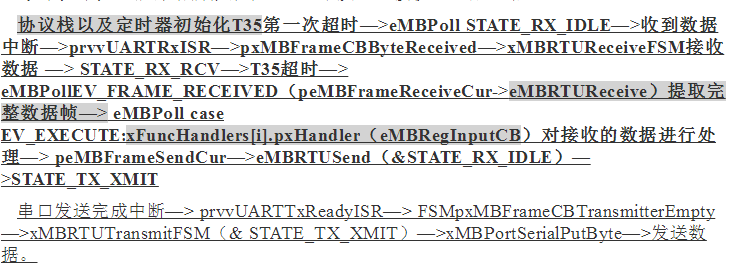 协议栈以及定时器初始化T35第一次超时—>eMBPoll STATE_RX_IDLE—>收到数据
中断—>prvvUARTRxISR—>pxMBFrameCBByteReceived—>xMBRTUReceiveFSM接收
数据 —> STATE_RX_RCV—>T35超时—>
eMBPollEV_FRAME_RECEIVED（peMBFrameReceiveCur->eMBRTUReceive）提取完
整数据帧—> eMBPoll case
EV_EXECUTE:xFuncHandlers[i].pxHandler（eMBRegInputCB）对接收的数据进行处
理—> peMBFrameSendCur—>eMBRTUSend（&STATE_RX_IDLE）—
>STATE_TX_XMIT
串口发送完成中断—> prvvUARTTxReadyISR—> FSMpxMBFrameCBTransmitterEmpty
—>xMBRTUTransmitFSM（& STATE_TX_XMIT）—>xMBPortSerialPutByte—>发送数
据。